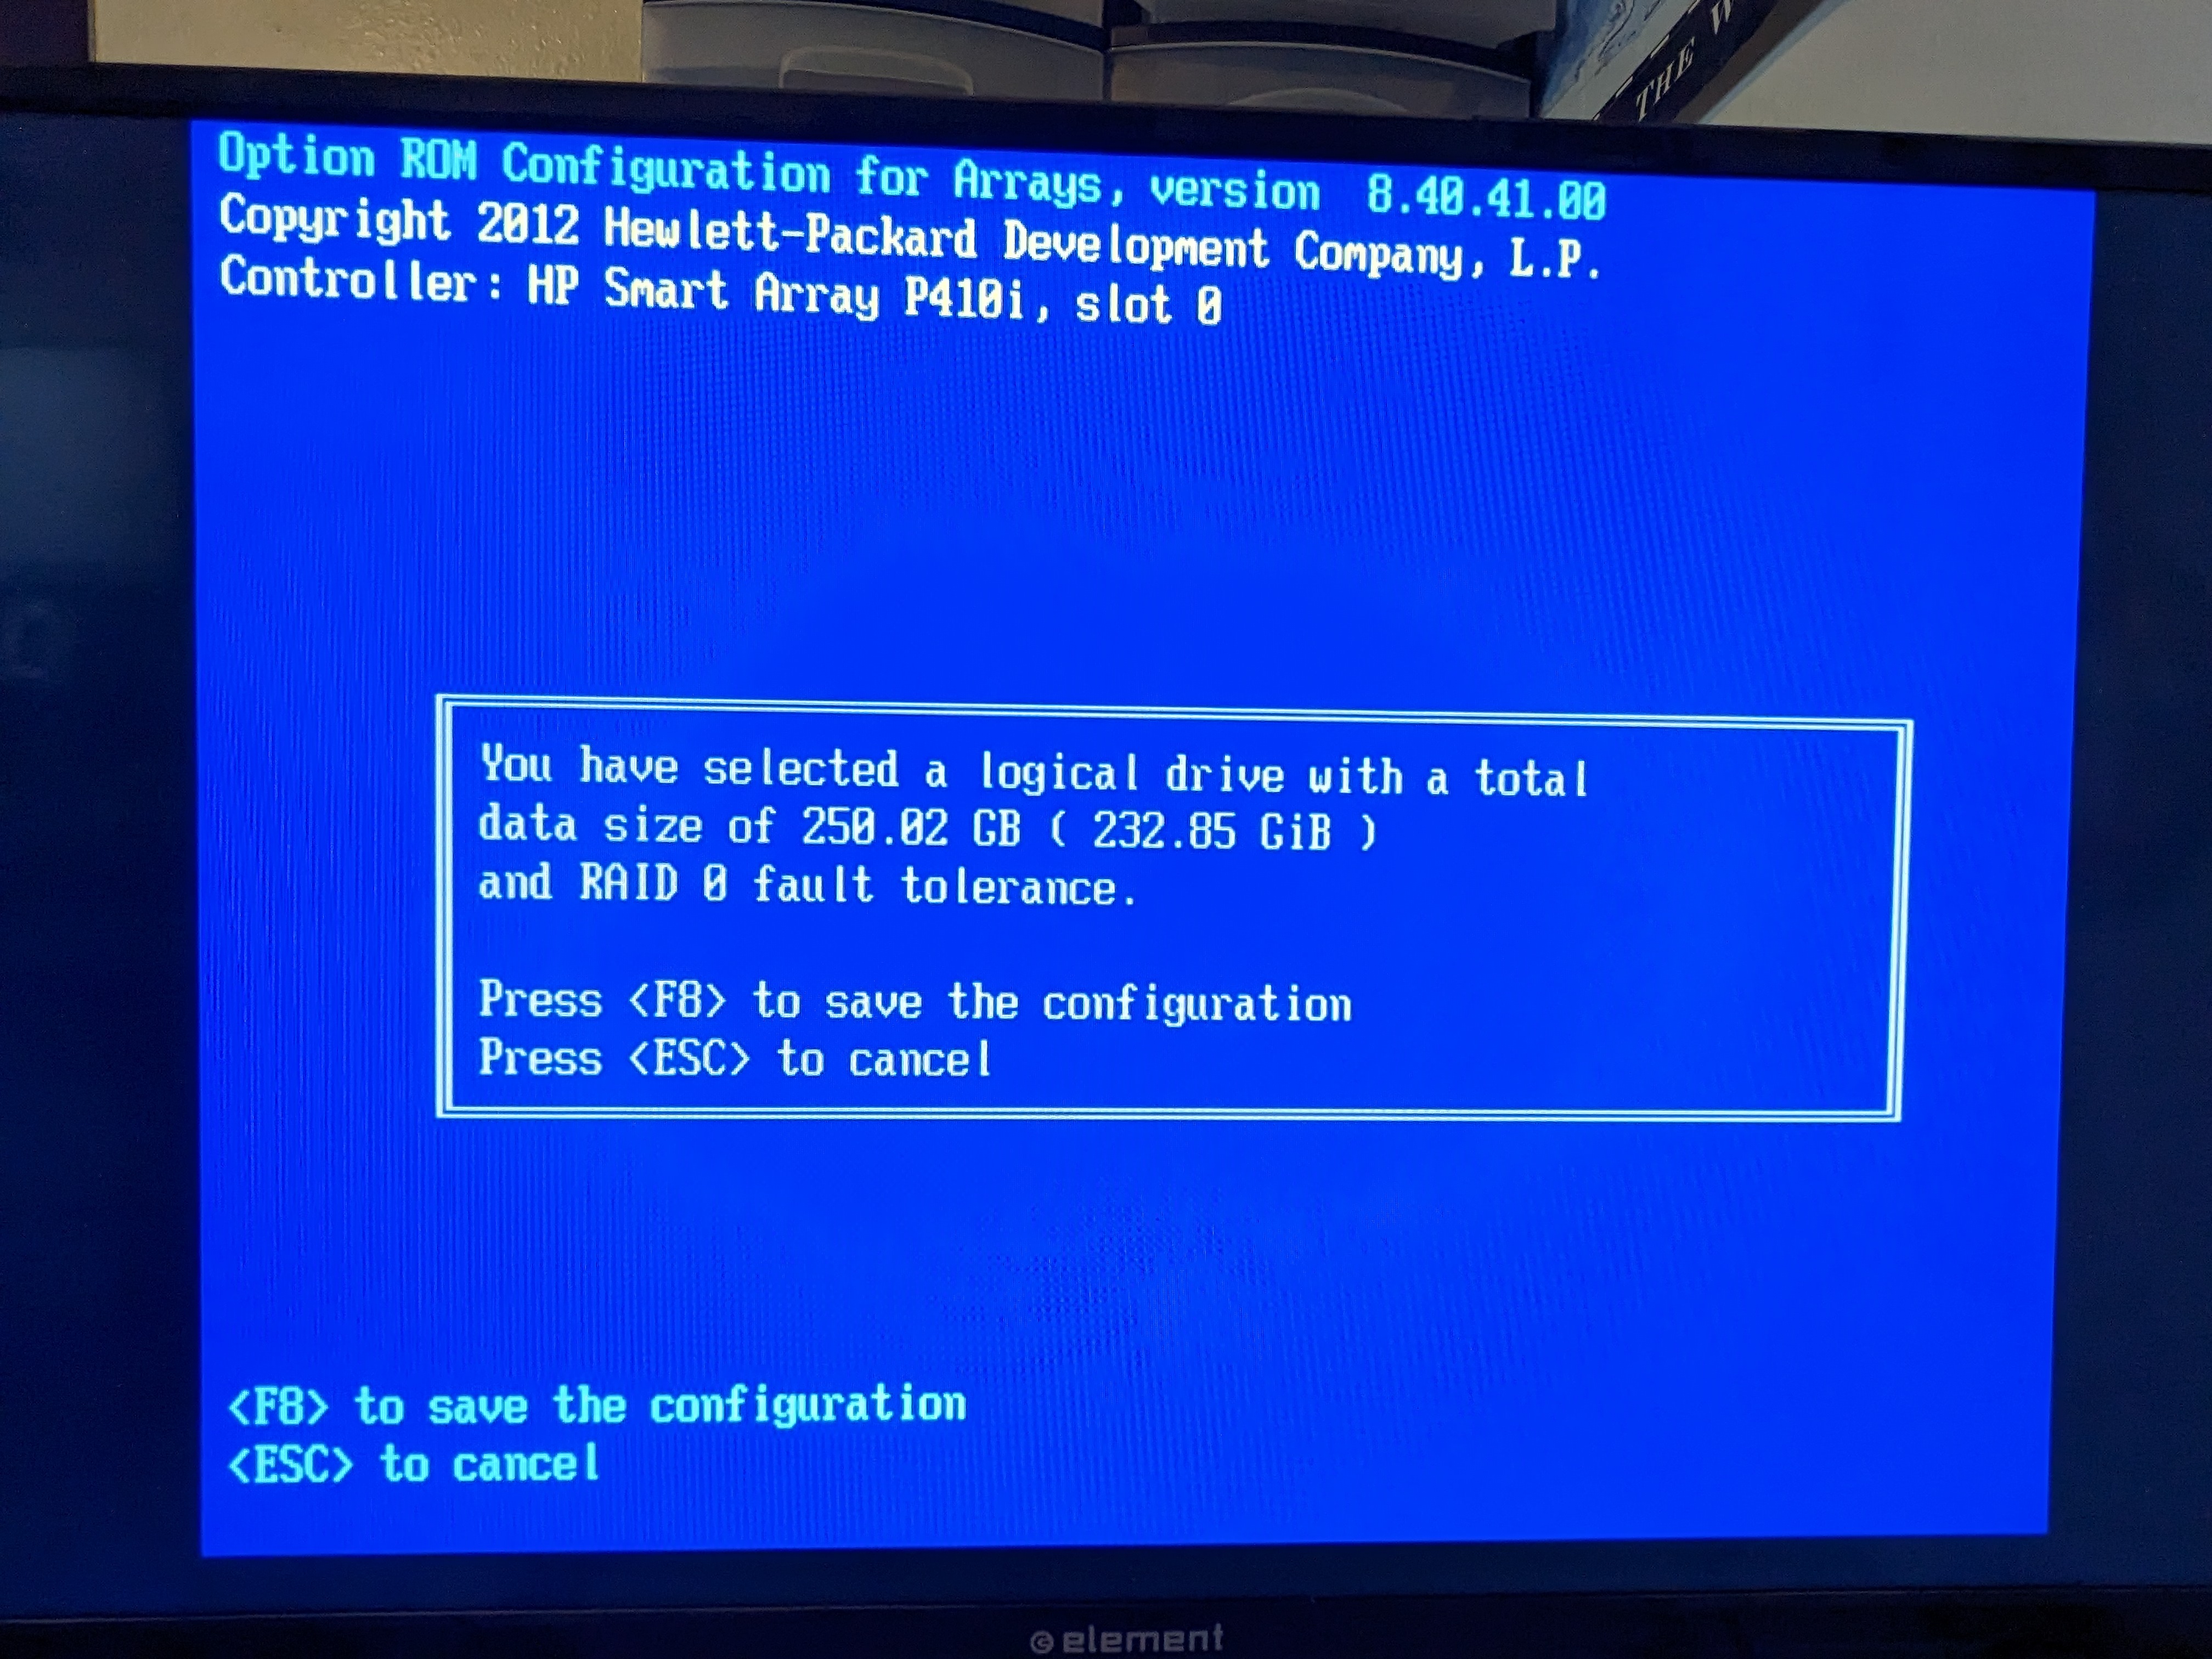 THE W
Option ROM Configuration for Arrays, version 8.40.41.00
Copyright 2012 Hewlett-Packard Development Company, L.P.
Controller: HP Smart Array P410i, slot 0
You have selected a logical drive with a total
data size of 250.02 GB ( 232.85 GiB )
and RAID 0 fault tolerance.
Press <F8> to save the configuration
Press <ESC> to cancel
<F8> to save the configuration
<ESC> to cancel
element